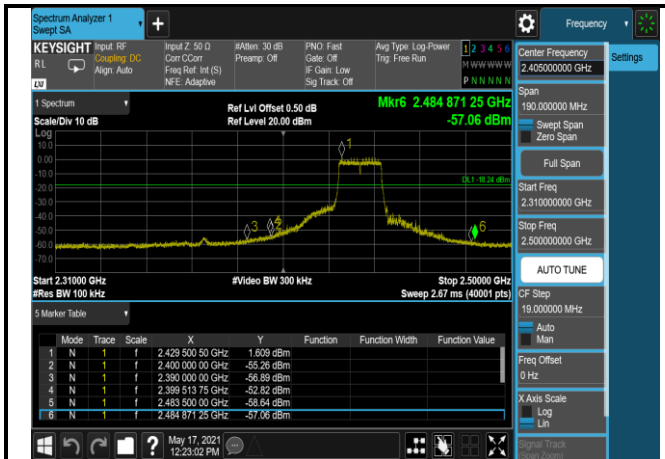 Spectrum Analyzer 1
Swept SA
Frequency
KEYSIGHT
RL
LXI
Input: RF
Coupling: DC
Align: Auto
Input Z: 50 Ω
Corr CCorr
Freq Ref: Int (S)
NFE: Adaptive
#Atten: 30 dB
Preamp: Off
PNO: Fast
Gate: Off
IF Gain: Low
Sig Track: Off
Avg Type: Log-Power
Trig: Free Run
1 2 3 4 5 6
M W W W W W
P N N N N N
Center Frequency
2.405000000 GHz
Settings
Span
190.000000 MHz
Swept Span
Zero Span
Full Span
Start Freq
2.310000000 GHz
Stop Freq
2.500000000 GHz
AUTO TUNE
CF Step
19.000000 MHz
Auto
Man
Freq Offset
0 Hz
X Axis Scale
Log
Lin
Signal Track
(Span Zoom)
1 Spectrum
Scale/Div 10 dB
Ref Lvl Offset 0.50 dB
Ref Level 20.00 dBm
Mkr6 2.484 871 25 GHz
-57.06 dBm
Log
10.0
0.00
-10.0
-20.0
-30.0
-40.0
-50.0
-60.0
-70.0
DL1 -18.24 dBm
1
3
2
6
Start 2.31000 GHz
#Res BW 100 kHz
#Video BW 300 kHz
Stop 2.50000 GHz
Sweep 2.67 ms (40001 pts)
5 Marker Table
Mode Trace Scale X Y Function Function Width Function Value
1 N 1 f 2.429 500 50 GHz 1.609 dBm
2 N 1 f 2.400 000 00 GHz -55.26 dBm
3 N 1 f 2.390 000 00 GHz -56.89 dBm
4 N 1 f 2.399 513 75 GHz -52.82 dBm
5 N 1 f 2.483 500 00 GHz -58.64 dBm
6 N 1 f 2.484 871 25 GHz -57.06 dBm
?
May 17, 2021
12:23:02 PM